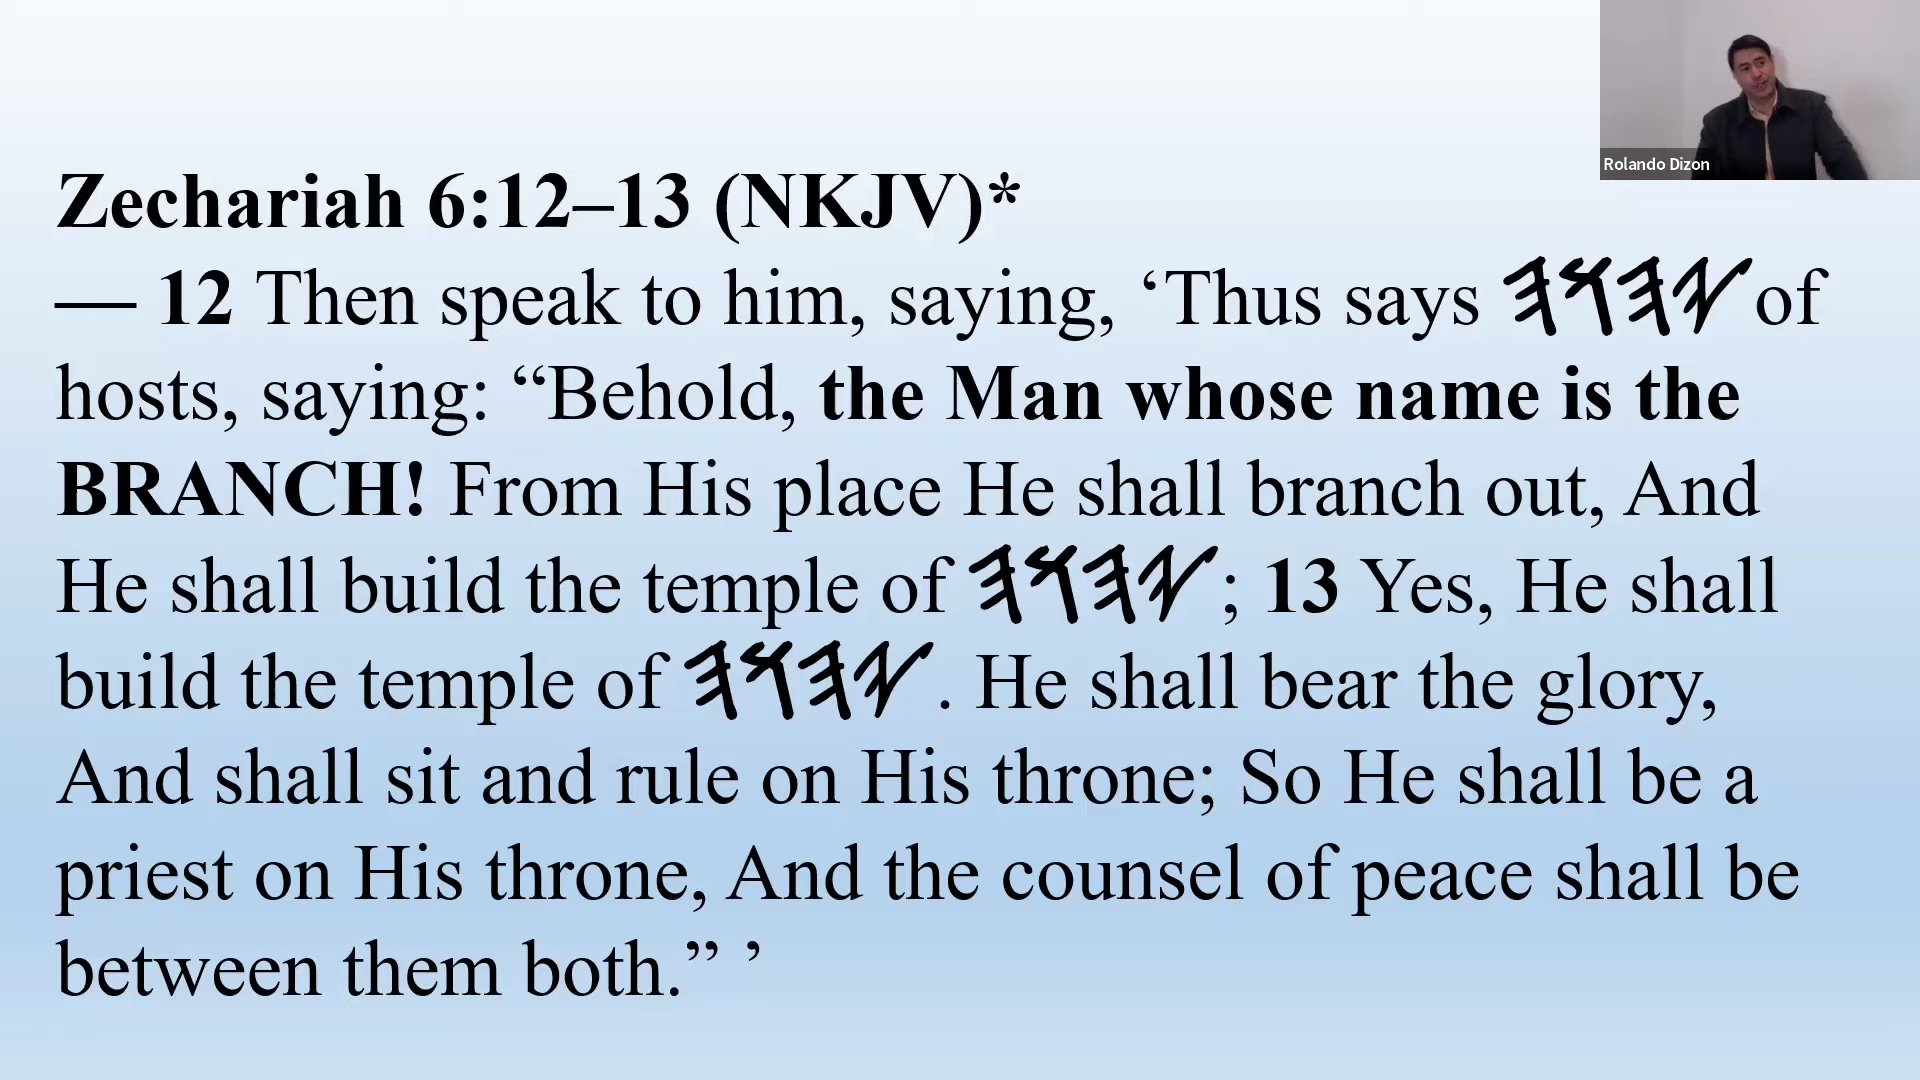 Rolando Dizon
Zechariah 6:12–13 (NKJV)*
— 12 Then speak to him, saying, ‘Thus says 𐤉𐤄𐤅𐤄 of
hosts, saying: “Behold, the Man whose name is the
BRANCH! From His place He shall branch out, And
He shall build the temple of 𐤉𐤄𐤅𐤄; 13 Yes, He shall
build the temple of 𐤉𐤄𐤅𐤄. He shall bear the glory,
And shall sit and rule on His throne; So He shall be a
priest on His throne, And the counsel of peace shall be
between them both.” ’